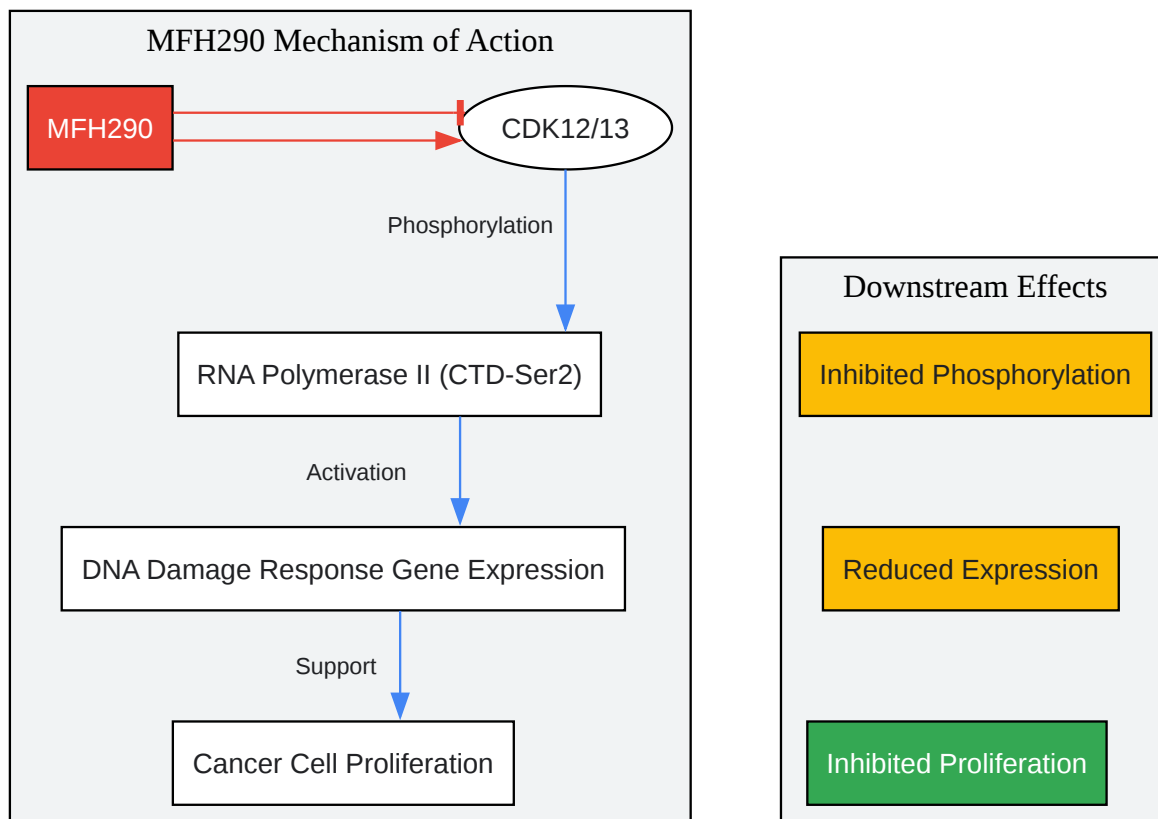 MFH290 Mechanism of Action
MFH290
CDK12/13
Phosphorylation
RNA Polymerase II (CTD-Ser2)
Activation
DNA Damage Response Gene Expression
Support
Cancer Cell Proliferation
Downstream Effects
Inhibited Phosphorylation
Reduced Expression
Inhibited Proliferation